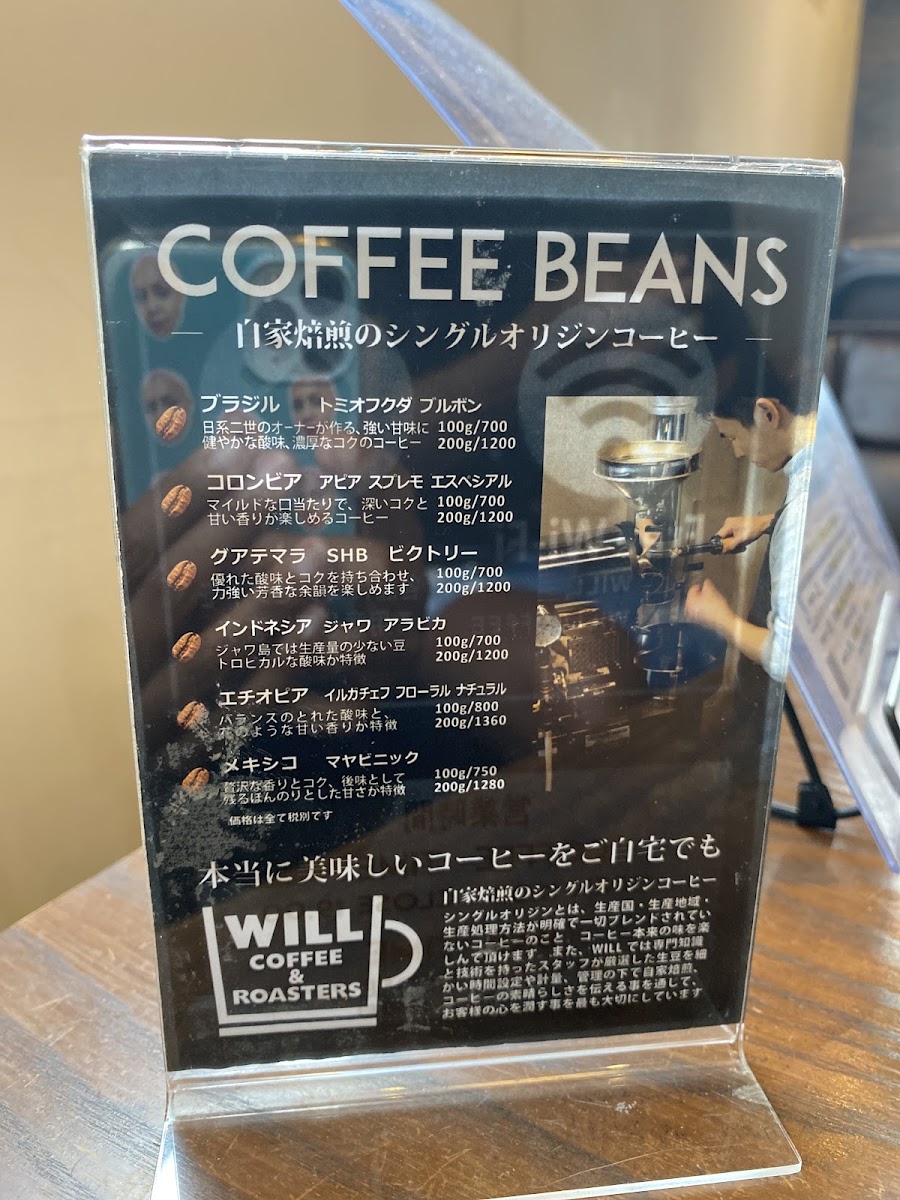 COFFEE BEANS
自家焙煎のシングルオリジンコーヒー
ブラジル トミオフクダ ブルボン
日系二世のオーナーが作る、強い甘味に 100g/700
健やかな酸味、濃厚なコクのコーヒー 200g/1200
コロンビア アピア スプレモ エスペシアル
マイルドな口当たりで、深いコクと 100g/700
甘い香りが楽しめるコーヒー 200g/1200
グアテマラ SHB ビクトリー
優れた酸味とコクを持ち合わせ、 100g/700
力強い芳香な余韻を楽しめます 200g/1200
インドネシア ジャワ アラビカ
ジャワ島では生産量の少ない豆 100g/700
トロピカルな酸味が特徴 200g/1200
エチオピア イルガチェフ フローラル ナチュラル
バランスのとれた酸味と、 100g/800
花のような甘い香りが特徴 200g/1360
メキシコ マヤビニック
贅沢な香りとコク、後味として 100g/750
残るほんのりとした甘さが特徴 200g/1280
価格は全て税別です
本当に美味しいコーヒーをご自宅でも
WILL
COFFEE
&
ROASTERS
自家焙煎のシングルオリジンコーヒー
シングルオリジンとは、生産国・生産地域・
生産処理方法が明確で一切ブレンドされてい
ないコーヒーのこと。コーヒー本来の味を楽
しんで頂けます。また、WILLでは専門知識
と技術を持ったスタッフが厳選した生豆を細
かい時間設定や計量、管理の下で自家焙煎、
コーヒーの素晴らしさを伝える事を通して、
お客様の心を潤す事を最も大切にしています